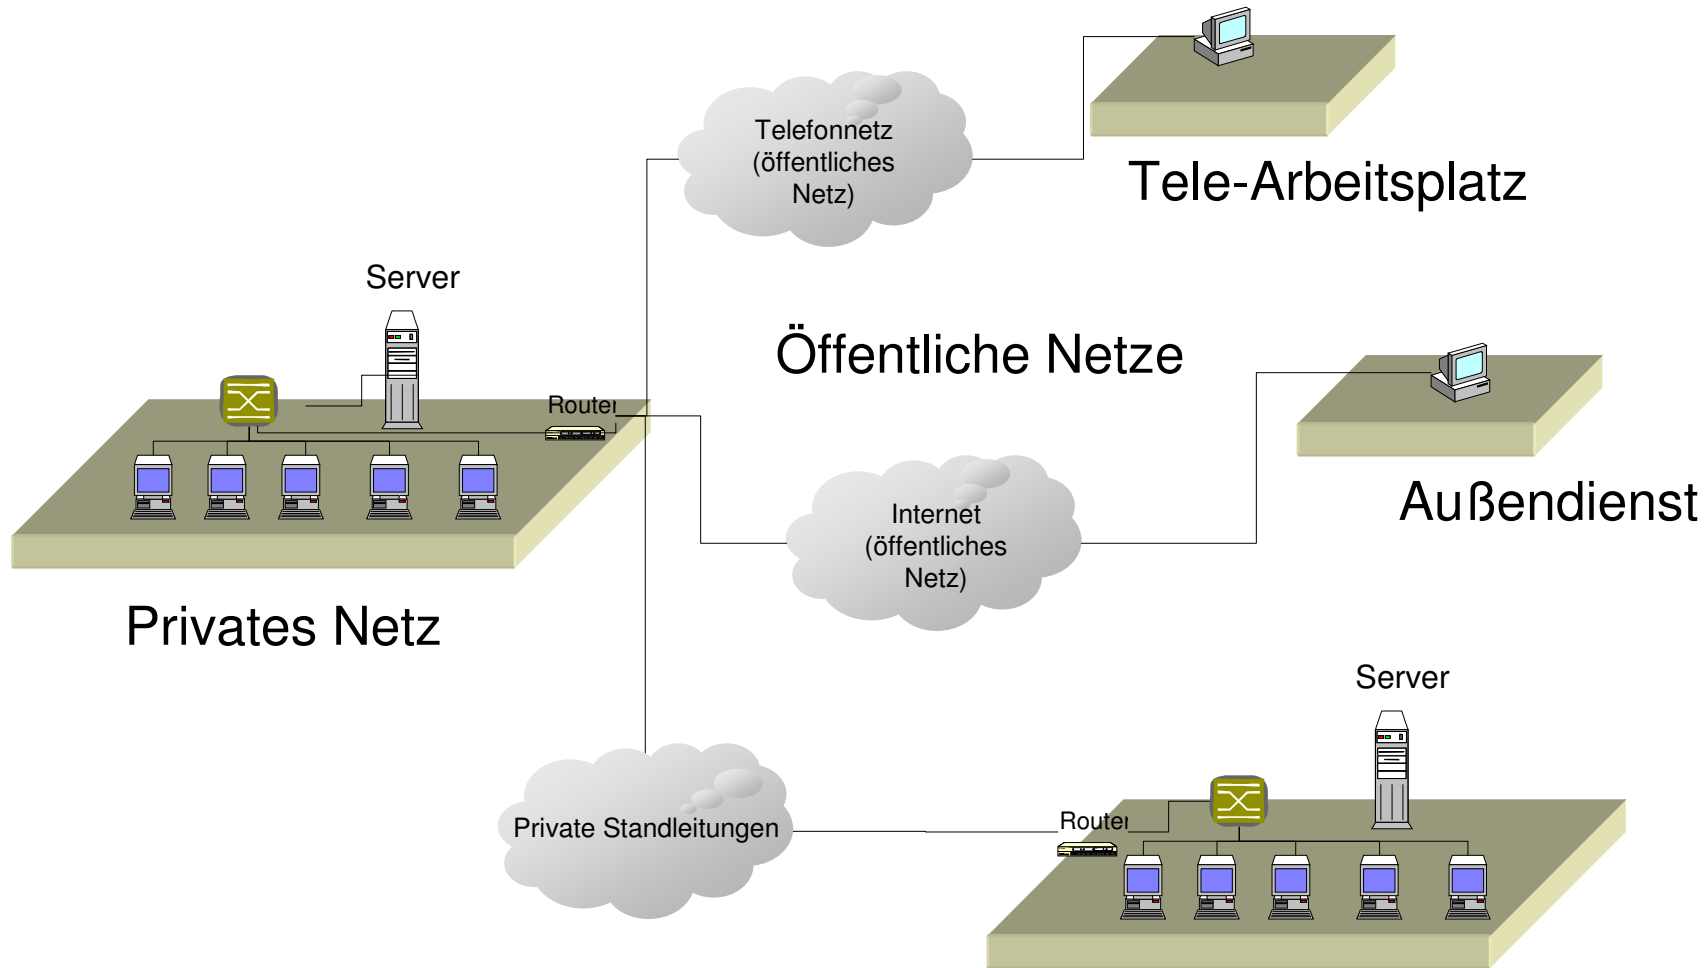 Telefonnetz
(öffentliches
Netz)
Tele-Arbeitsplatz
Server
Öffentliche Netze
Router
Internet
(öffentliches
Netz)
Außendienst
Privates Netz
Server
Private Standleitungen
Router